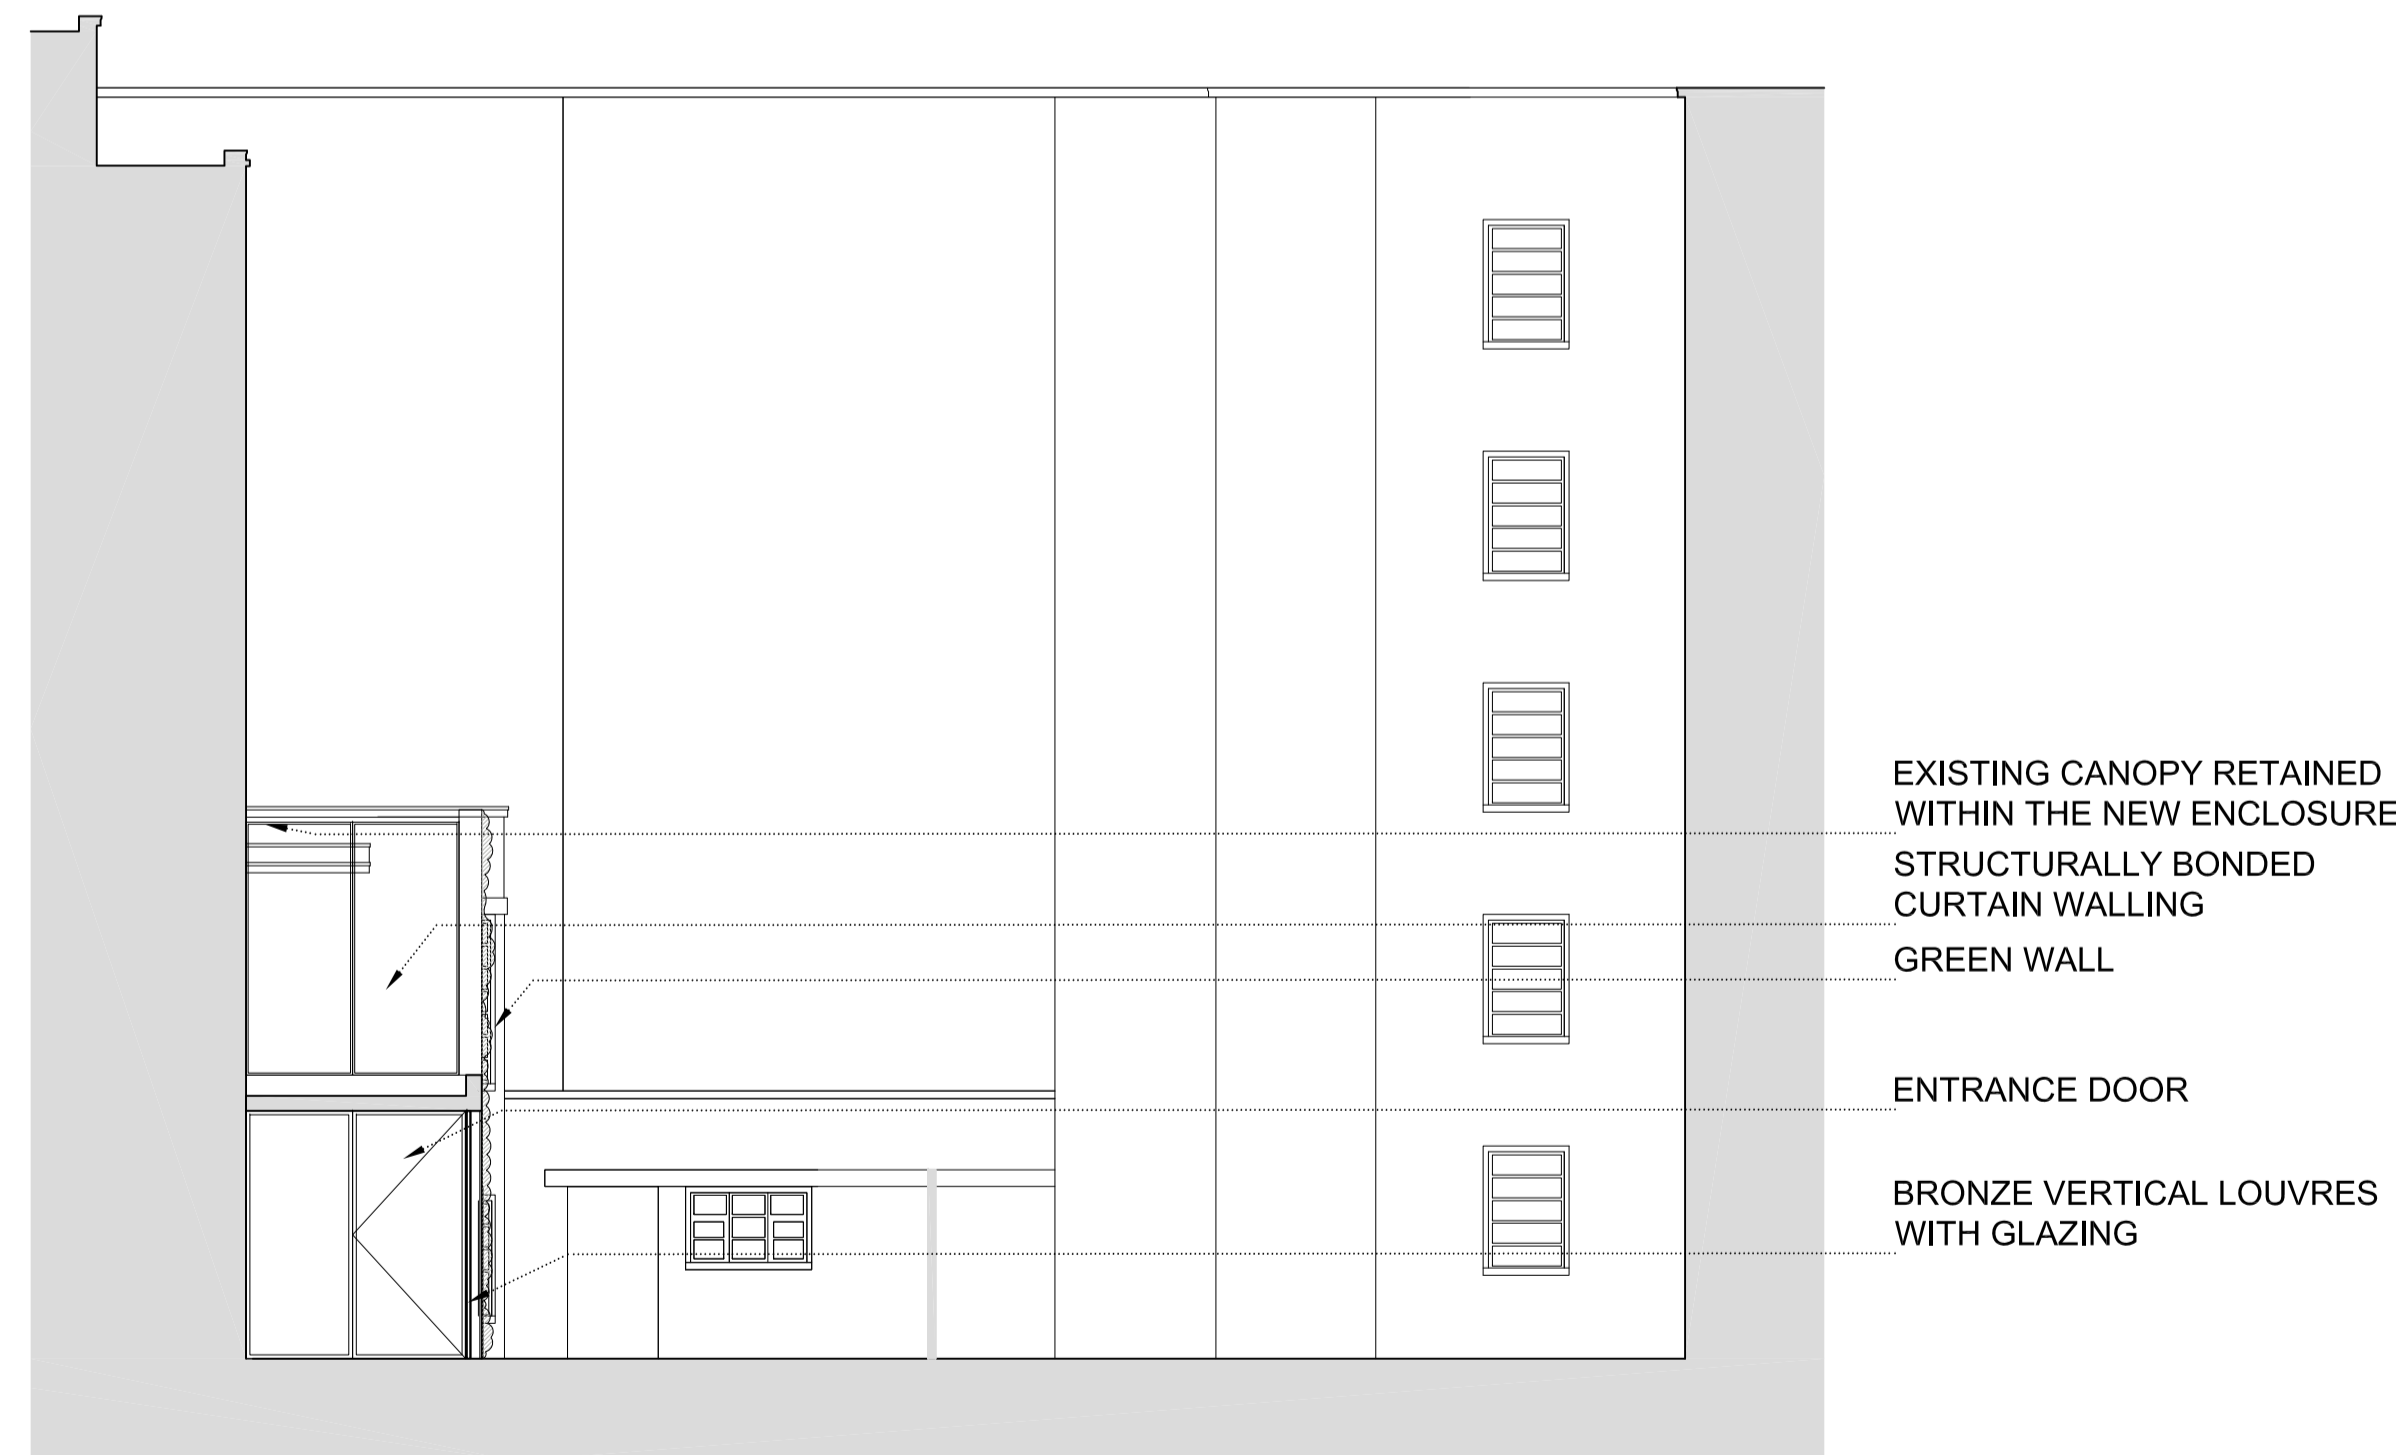 EXISTING CANOPY RETAINED
WITHIN THE NEW ENCLOSURE
STRUCTURALLY BONDED
CURTAIN WALLING
GREEN WALL
ENTRANCE DOOR
BRONZE VERTICAL LOUVRES
WITH GLAZING